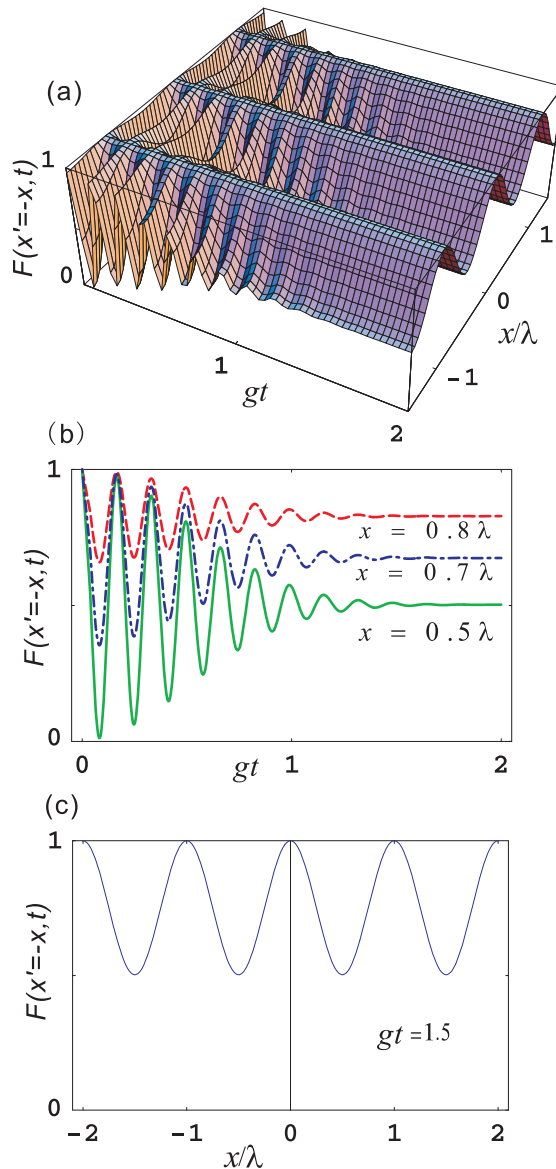 (a)
F(x'=-x,t)
1
0
1
gt
2
1
0
-1
x/λ
(b)
F(x'=-x,t)
1
0
x = 0.8 λ
x = 0.7 λ
x = 0.5 λ
0
1
2
gt
(c)
F(x'=-x,t)
1
0
gt =1.5
-2
-1
0
1
2
x/λ